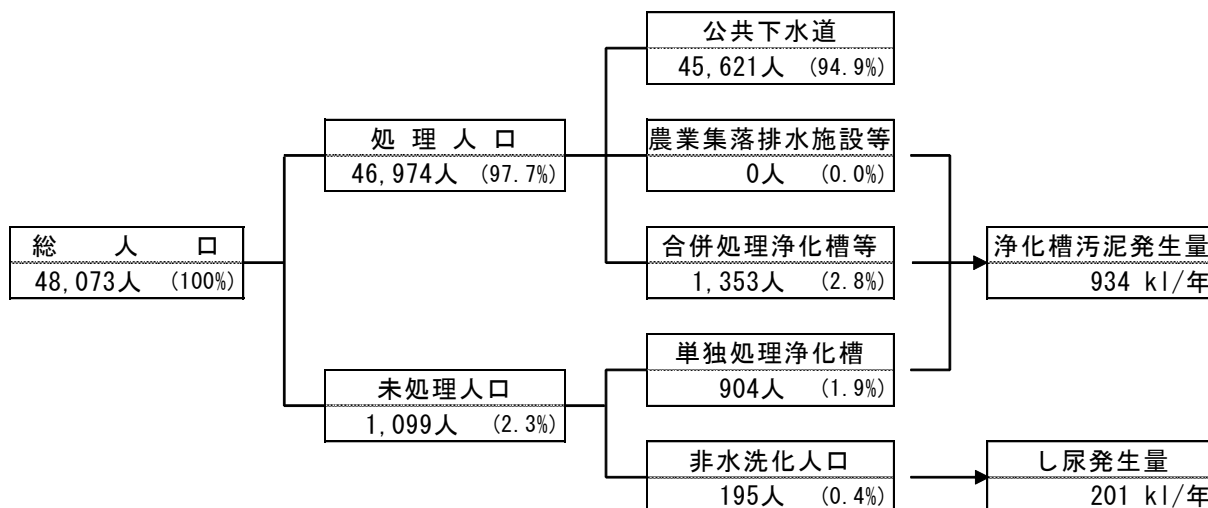 公共下水道
45,621人 (94.9%)
処理人口
46,974人 (97.7%)
農業集落排水施設等
0人 (0.0%)
総人口
48,073人 (100%)
合併処理浄化槽等
1,353人 (2.8%)
浄化槽汚泥発生量
934 kl/年
単独処理浄化槽
904人 (1.9%)
未処理人口
1,099人 (2.3%)
非水洗化人口
195人 (0.4%)
し尿発生量
201 kl/年